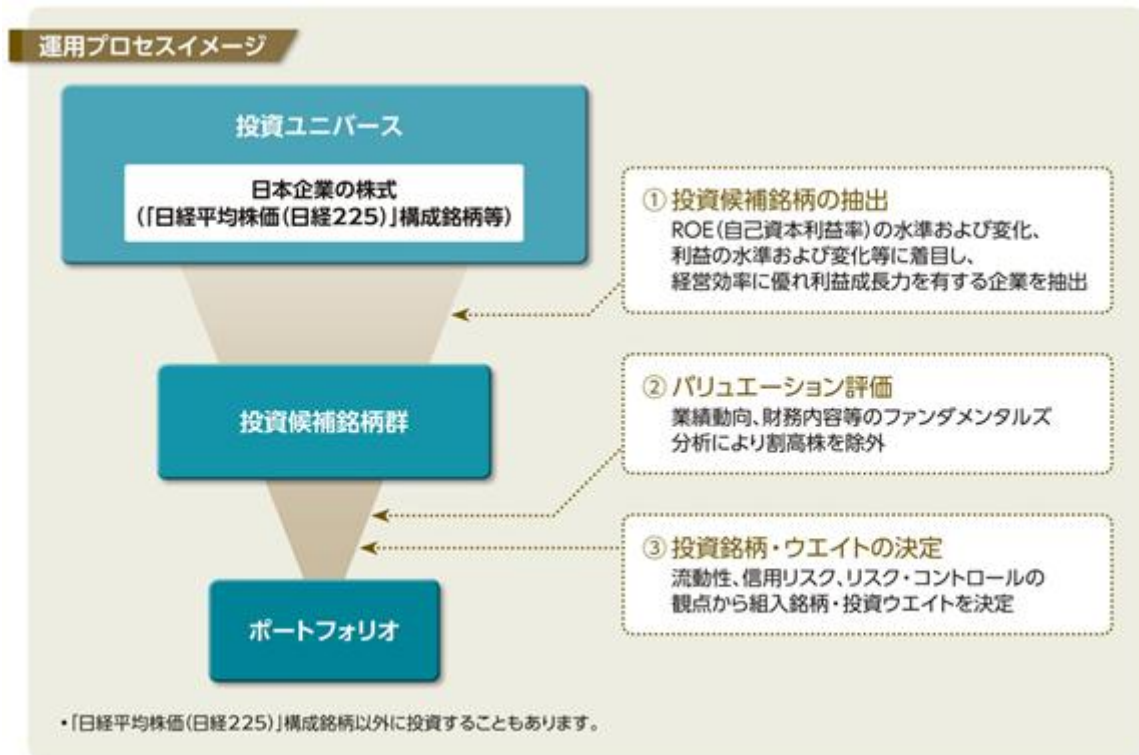 運用プロセスイメージ
投資ユニバース
日本企業の株式
(「日経平均株価(日経225)」構成銘柄等)
① 投資候補銘柄の抽出
ROE(自己資本利益率)の水準および変化、
利益の水準および変化等に着目し、
経営効率に優れ利益成長力を有する企業を抽出
投資候補銘柄群
② バリュエーション評価
業績動向、財務内容等のファンダメンタルズ
分析により割高株を除外
③ 投資銘柄・ウエイトの決定
流動性、信用リスク、リスク・コントロールの
観点から組入銘柄・投資ウエイトを決定
ポートフォリオ
・「日経平均株価(日経225)」構成銘柄以外に投資することもあります。